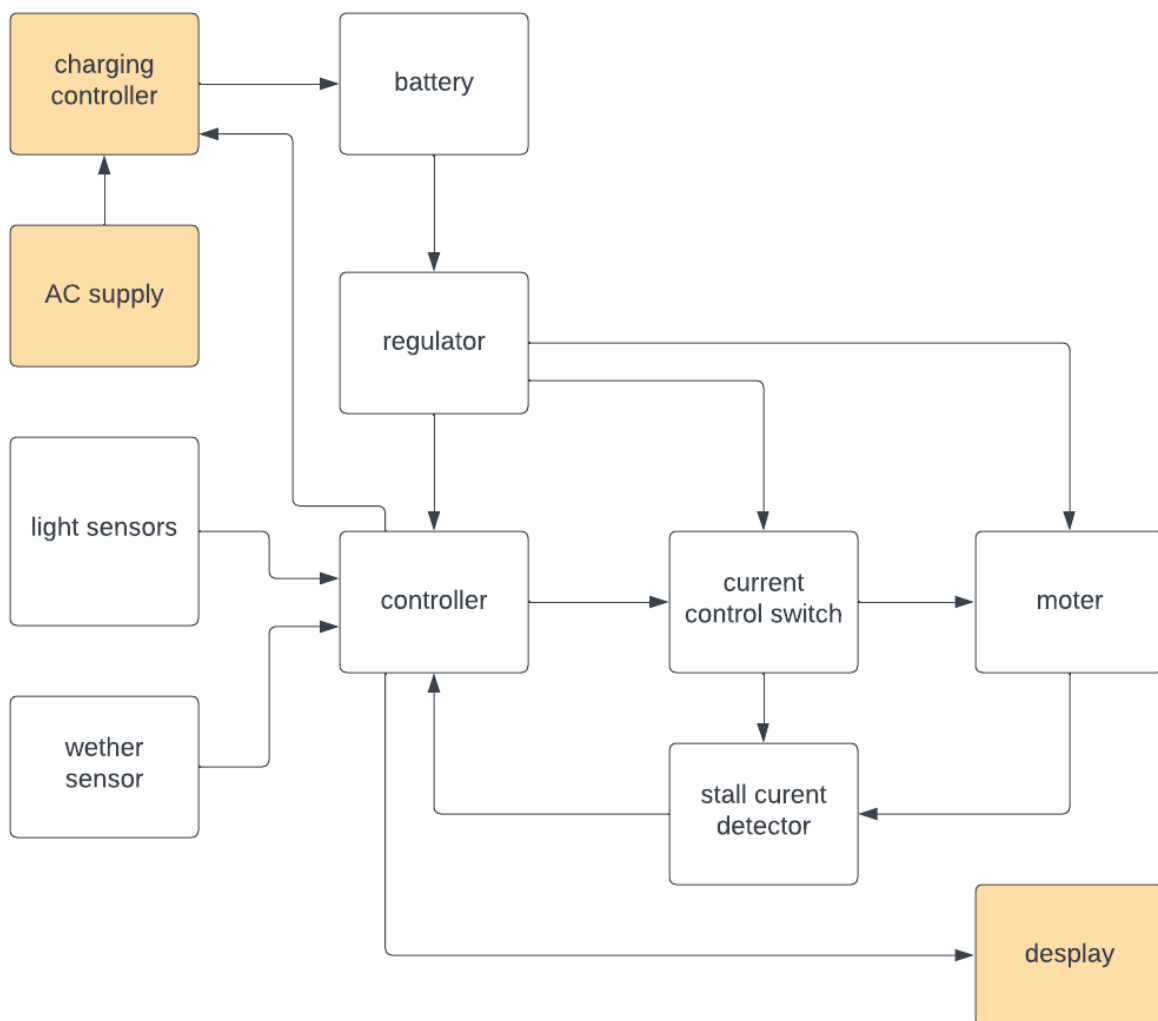 charging
controller
battery
AC supply
regulator
light sensors
controller
current
control switch
moter
wether
sensor
stall curent
detector
desplay